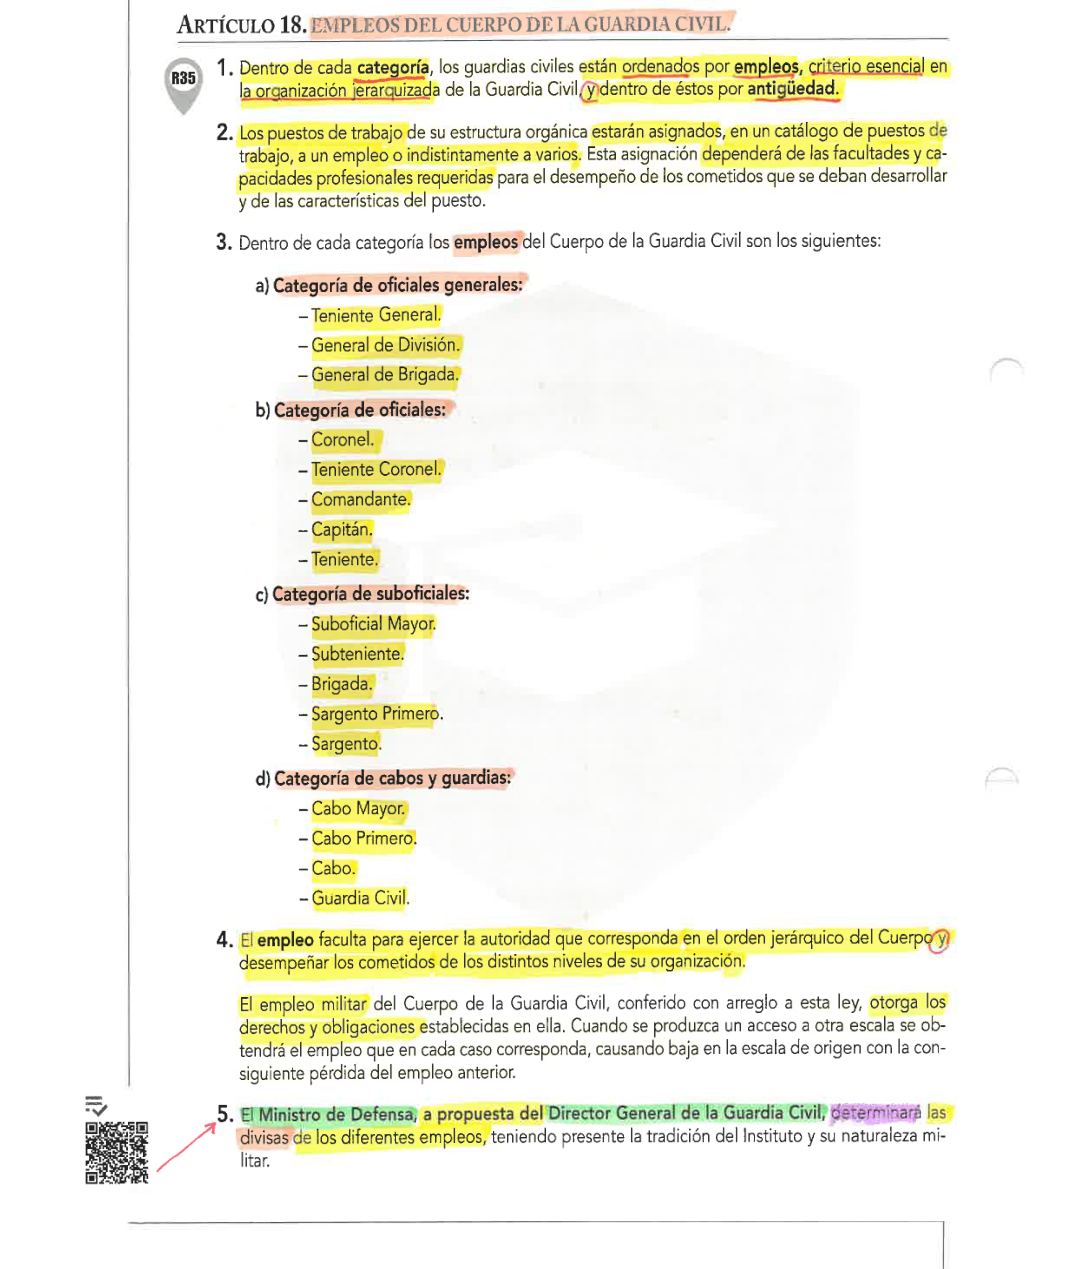 ARTÍCULO 18. EMPLEOS DEL CUERPO DE LA GUARDIA CIVIL.
R35
1. Dentro de cada categoría, los guardias civiles están ordenados por empleos, criterio esencial en
la organización jerarquizada de la Guardia Civil, y dentro de éstos por antigüedad.
2. Los puestos de trabajo de su estructura orgánica estarán asignados, en un catálogo de puestos de
trabajo, a un empleo o indistintamente a varios. Esta asignación dependerá de las facultades y ca-
pacidades profesionales requeridas para el desempeño de los cometidos que se deban desarrollar
y de las características del puesto.
3. Dentro de cada categoría los empleos del Cuerpo de la Guardia Civil son los siguientes:
a) Categoría de oficiales generales:
– Teniente General.
– General de División.
– General de Brigada.
b) Categoría de oficiales:
– Coronel.
– Teniente Coronel.
– Comandante.
– Capitán.
– Teniente.
c) Categoría de suboficiales:
– Suboficial Mayor.
– Subteniente.
– Brigada.
– Sargento Primero.
– Sargento.
d) Categoría de cabos y guardias:
– Cabo Mayor.
– Cabo Primero.
– Cabo.
– Guardia Civil.
4. El empleo faculta para ejercer la autoridad que corresponda en el orden jerárquico del Cuerpo y
desempeñar los cometidos de los distintos niveles de su organización.
El empleo militar del Cuerpo de la Guardia Civil, conferido con arreglo a esta ley, otorga los
derechos y obligaciones establecidas en ella. Cuando se produzca un acceso a otra escala se ob-
tendrá el empleo que en cada caso corresponda, causando baja en la escala de origen con la con-
siguiente pérdida del empleo anterior.
5. El Ministro de Defensa, a propuesta del Director General de la Guardia Civil, determinará las
divisas de los diferentes empleos, teniendo presente la tradición del Instituto y su naturaleza mi-
litar.